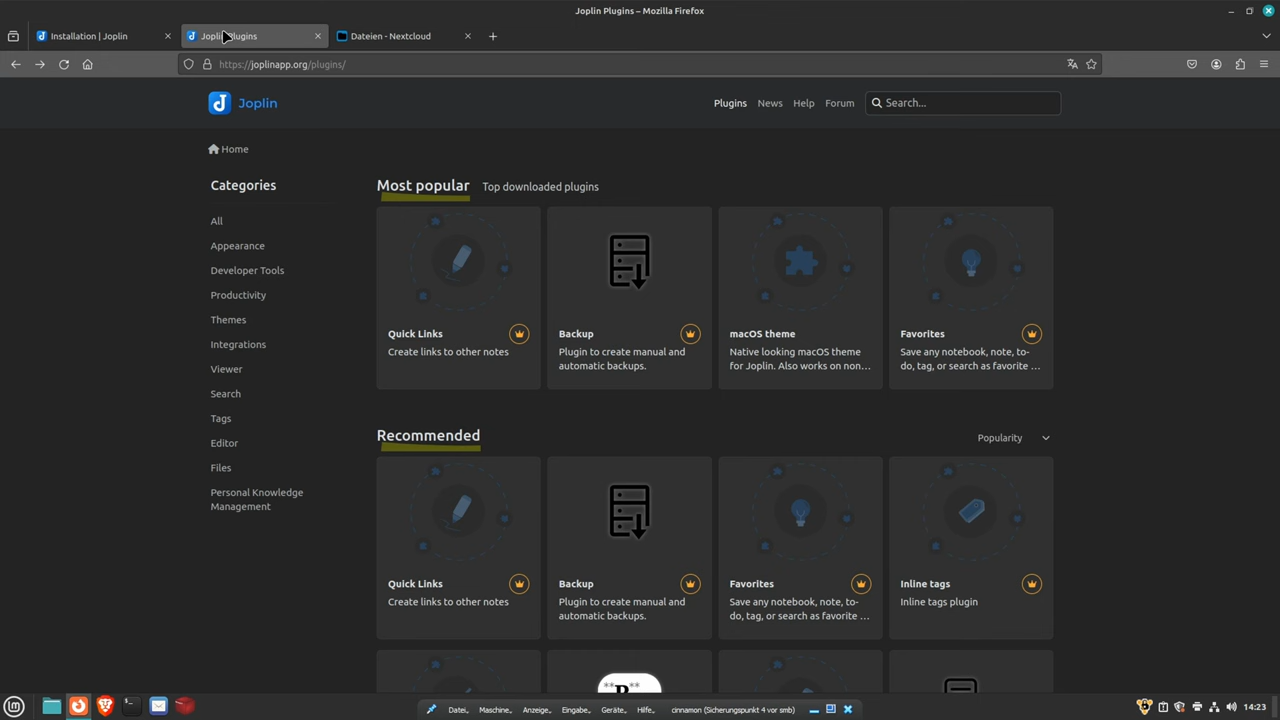 Joplin Plugins – Mozilla Firefox
Installation | Joplin
Joplin Plugins
Dateien - Nextcloud
https://joplinapp.org/plugins/
Joplin
Plugins
News
Help
Forum
Search...
Home
Categories
All
Appearance
Developer Tools
Productivity
Themes
Integrations
Viewer
Search
Tags
Editor
Files
Personal Knowledge
Management
Most popular
Top downloaded plugins
Quick Links
Create links to other notes
Backup
Plugin to create manual and
automatic backups.
macOS theme
Native looking macOS theme
for Joplin. Also works on non...
Favorites
Save any notebook, note, to-
do, tag, or search as favorite ...
Recommended
Popularity
Quick Links
Create links to other notes
Backup
Plugin to create manual and
automatic backups.
Favorites
Save any notebook, note, to-
do, tag, or search as favorite ...
Inline tags
Inline tags plugin
Datei
Maschine
Anzeige
Eingabe
Geräte
Hilfe
cinnamon (Sicherungspunkt 4 vor smb)
14:23